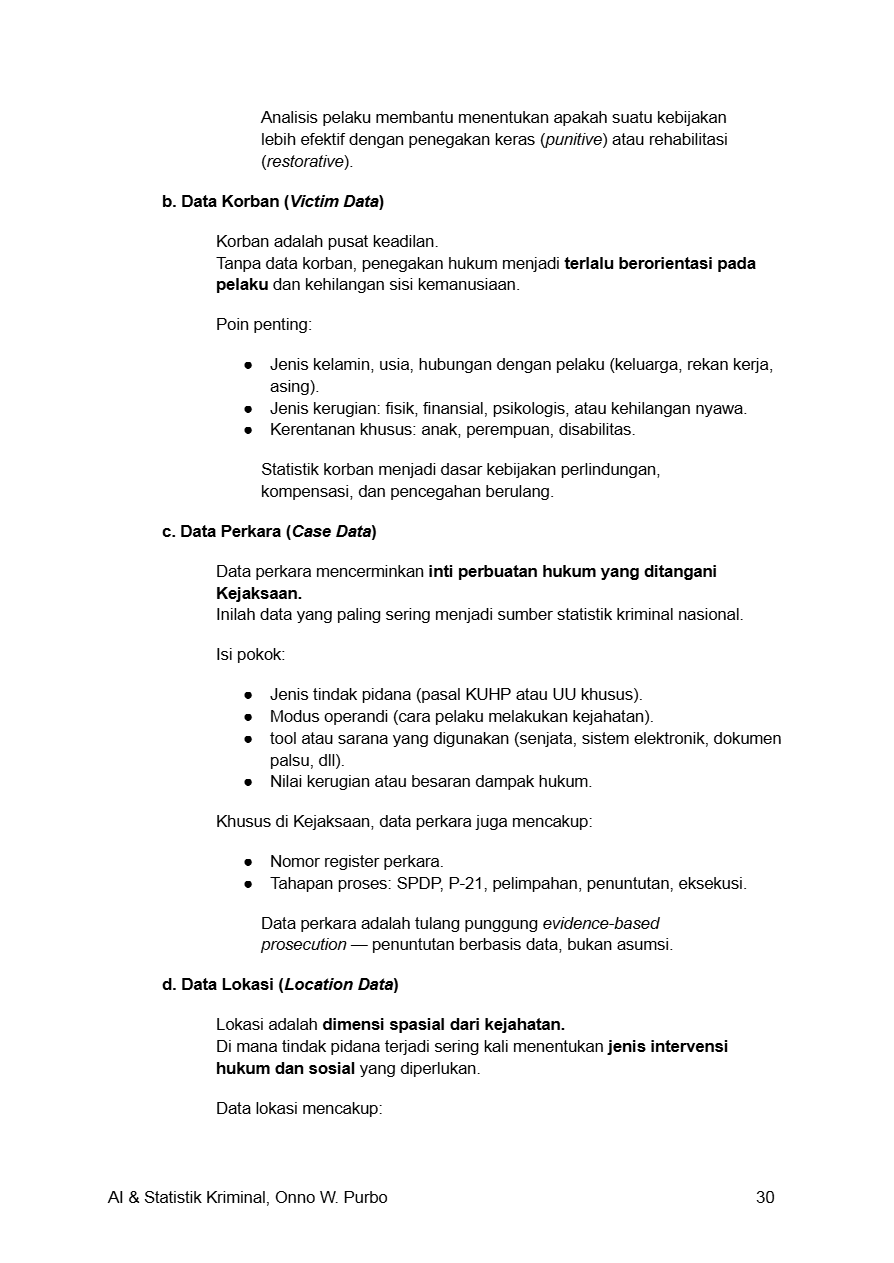 Analisis pelaku membantu menentukan apakah suatu kebijakan
lebih efektif dengan penegakan keras (punitive) atau rehabilitasi
(restorative).
b. Data Korban (Victim Data)
Korban adalah pusat keadilan.
Tanpa data korban, penegakan hukum menjadi terlalu berorientasi pada
pelaku dan kehilangan sisi kemanusiaan.
Poin penting:
● Jenis kelamin, usia, hubungan dengan pelaku (keluarga, rekan kerja,
asing).
● Jenis kerugian: fisik, finansial, psikologis, atau kehilangan nyawa.
● Kerentanan khusus: anak, perempuan, disabilitas.
Statistik korban menjadi dasar kebijakan perlindungan,
kompensasi, dan pencegahan berulang.
c. Data Perkara (Case Data)
Data perkara mencerminkan inti perbuatan hukum yang ditangani
Kejaksaan.
Inilah data yang paling sering menjadi sumber statistik kriminal nasional.
Isi pokok:
● Jenis tindak pidana (pasal KUHP atau UU khusus).
● Modus operandi (cara pelaku melakukan kejahatan).
● tool atau sarana yang digunakan (senjata, sistem elektronik, dokumen
palsu, dll).
● Nilai kerugian atau besaran dampak hukum.
Khusus di Kejaksaan, data perkara juga mencakup:
● Nomor register perkara.
● Tahapan proses: SPDP, P-21, pelimpahan, penuntutan, eksekusi.
Data perkara adalah tulang punggung evidence-based
prosecution — penuntutan berbasis data, bukan asumsi.
d. Data Lokasi (Location Data)
Lokasi adalah dimensi spasial dari kejahatan.
Di mana tindak pidana terjadi sering kali menentukan jenis intervensi
hukum dan sosial yang diperlukan.
Data lokasi mencakup:
AI & Statistik Kriminal, Onno W. Purbo 30